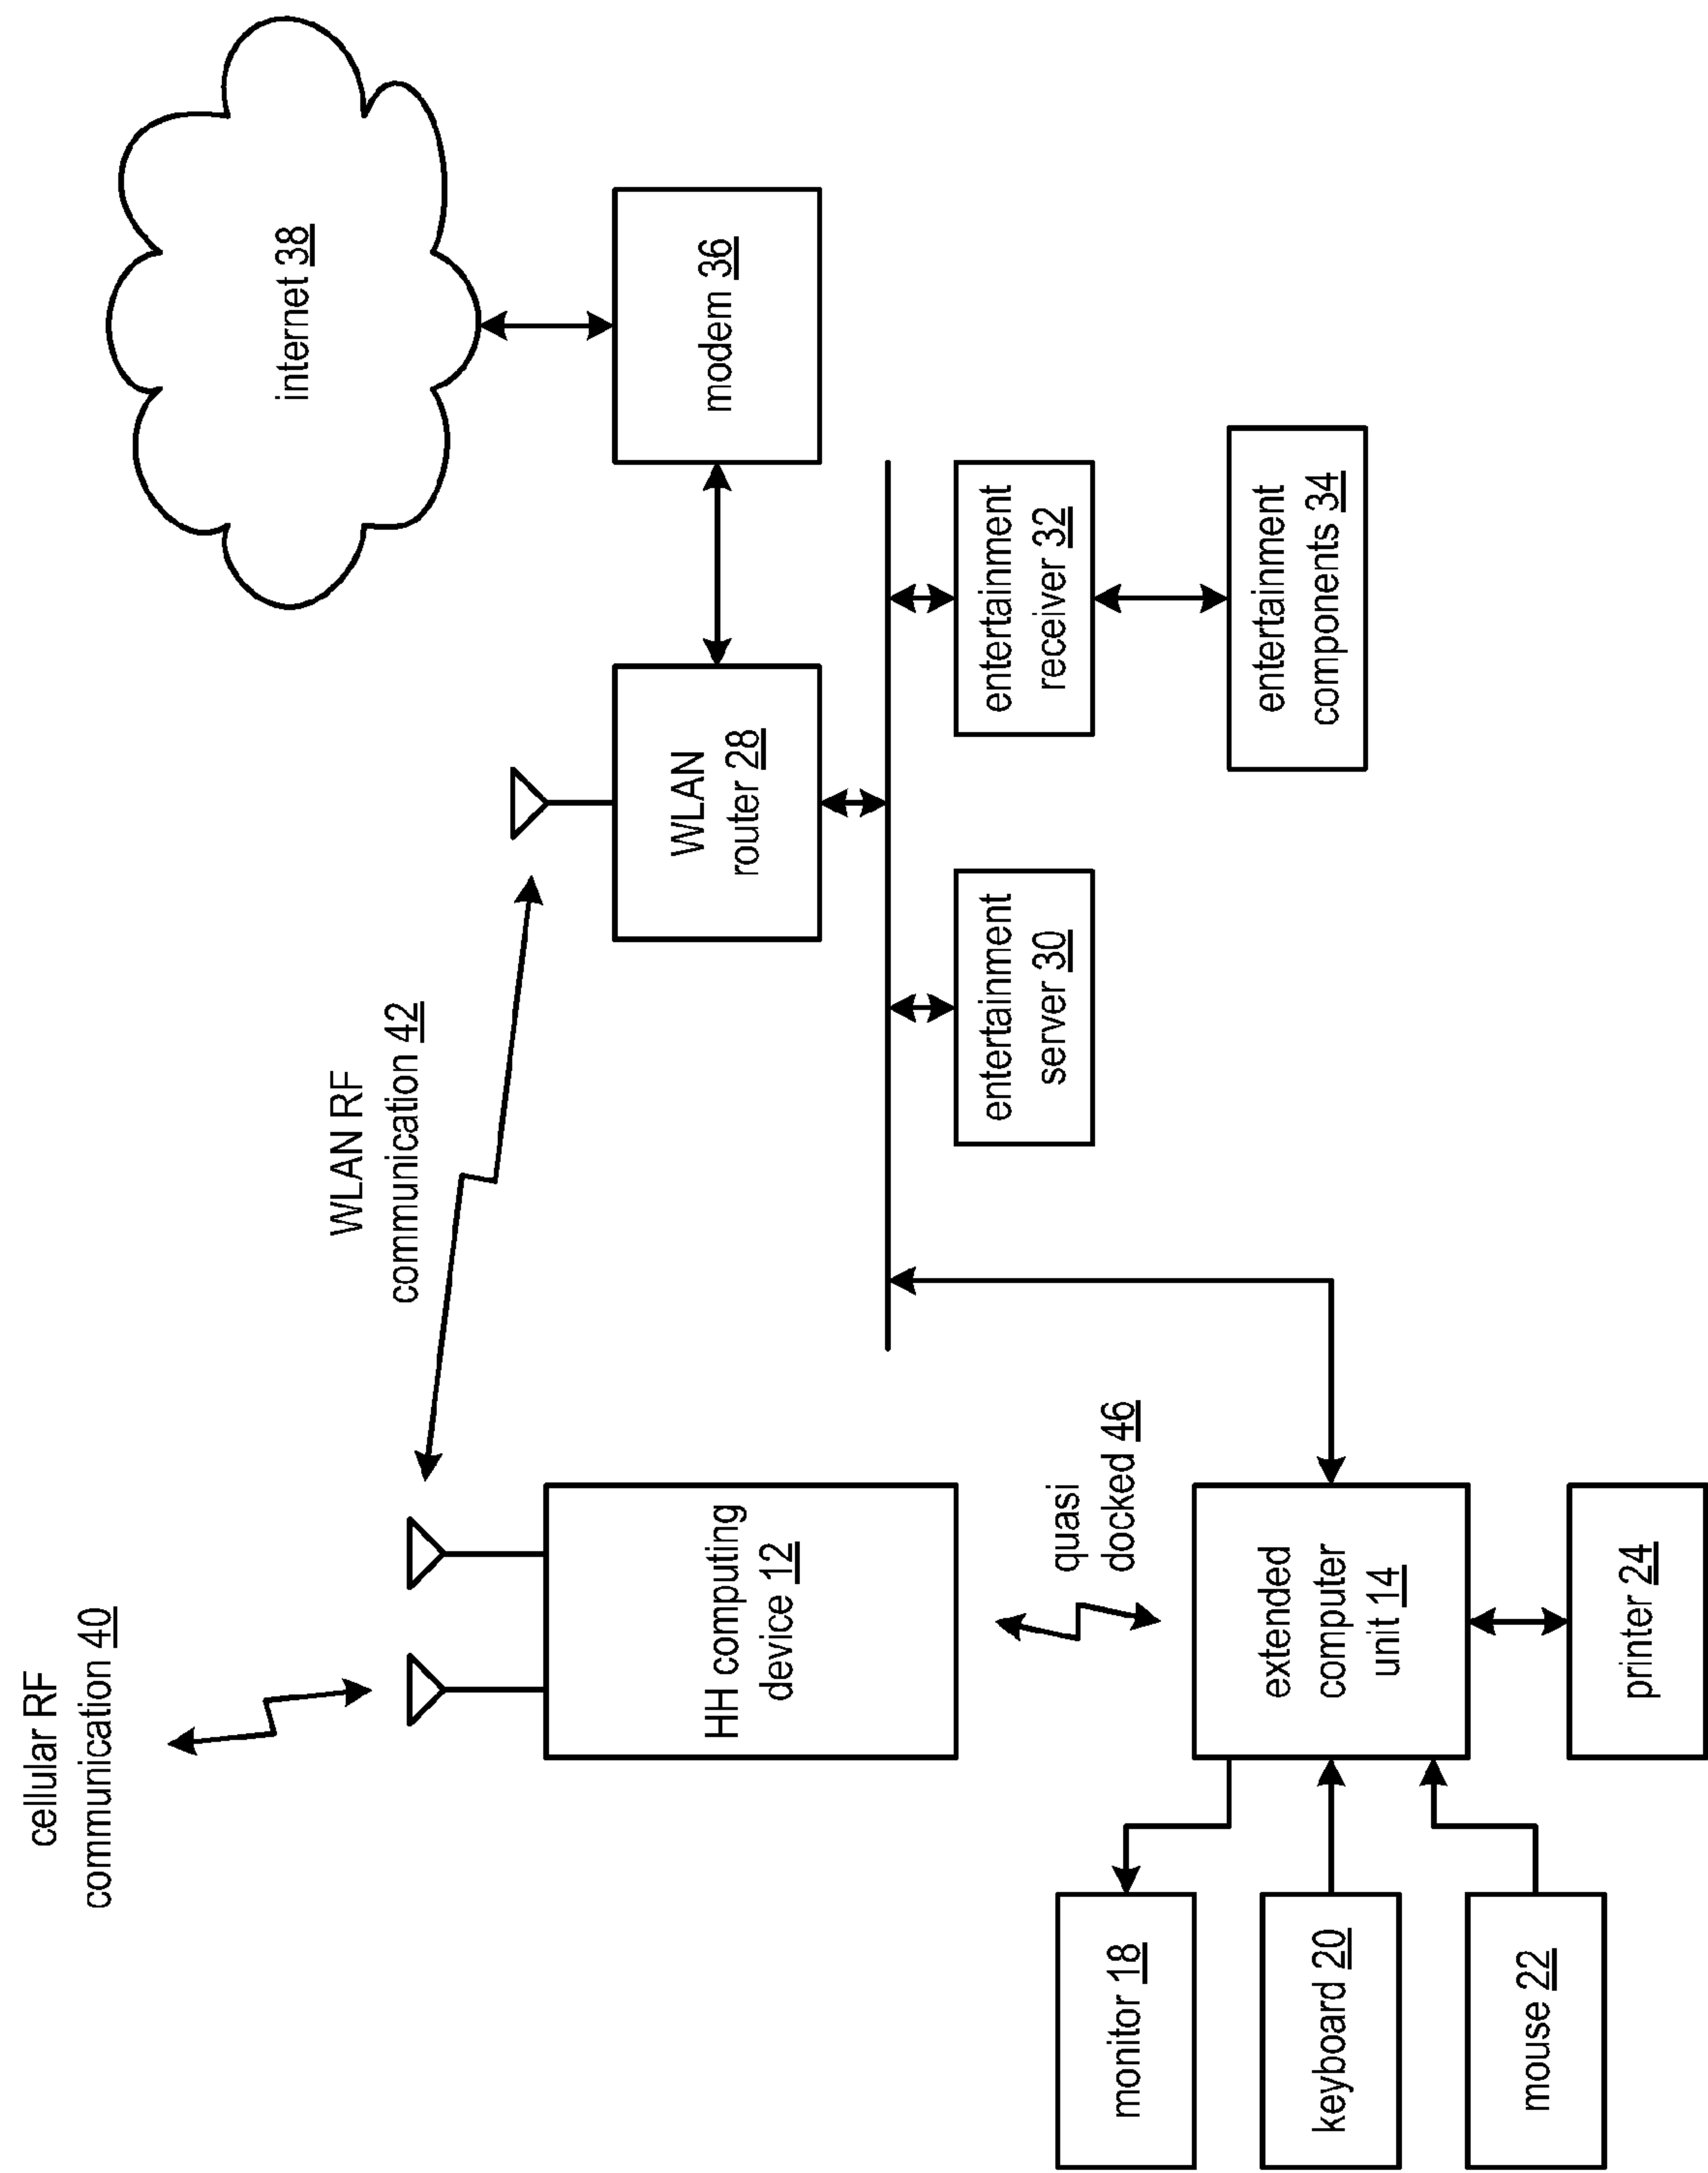 cellular RF
communication 40
WLAN RF
communication 42
internet 38
HH computing
device 12
WLAN
router 28
modem 36
quasi
docked 46
entertainment
server 30
entertainment
receiver 32
monitor 18
keyboard 20
mouse 22
extended
computer
unit 14
entertainment
components 34
printer 24